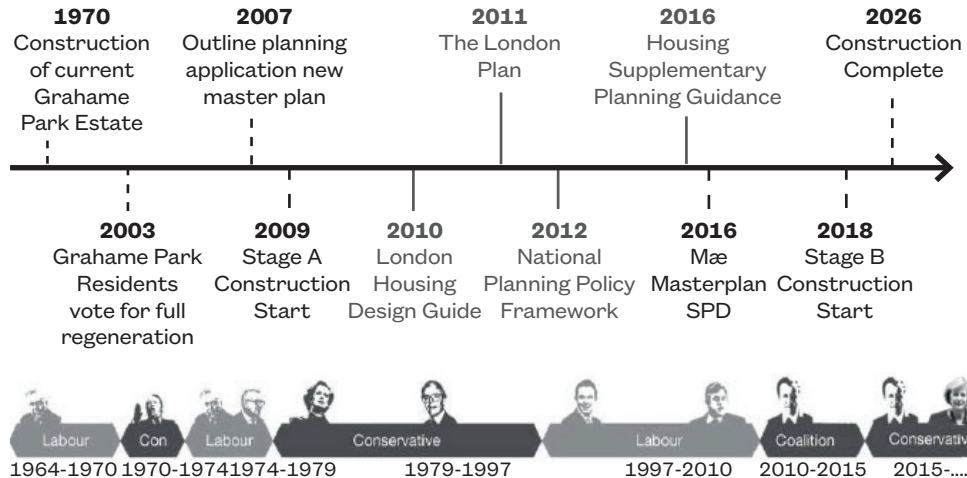 1970
Construction
of current
Grahame
Park Estate
2007
Outline planning
application new
master plan
2011
The London
Plan
2016
Housing
Supplementary
Planning Guidance
2026
Construction
Complete
2003
Grahame Park
Residents
vote for full
regeneration
2009
Stage A
Construction
Start
2010
London
Housing
Design Guide
2012
National
Planning Policy
Framework
2016
Mæ
Masterplan
SPD
2018
Stage B
Construction
Start
Labour
Con
Labour
Conservative
Labour
Coalition
Conservativ
1964-1970
1970-1974
1974-1979
1979-1997
1997-2010
2010-2015
2015-....